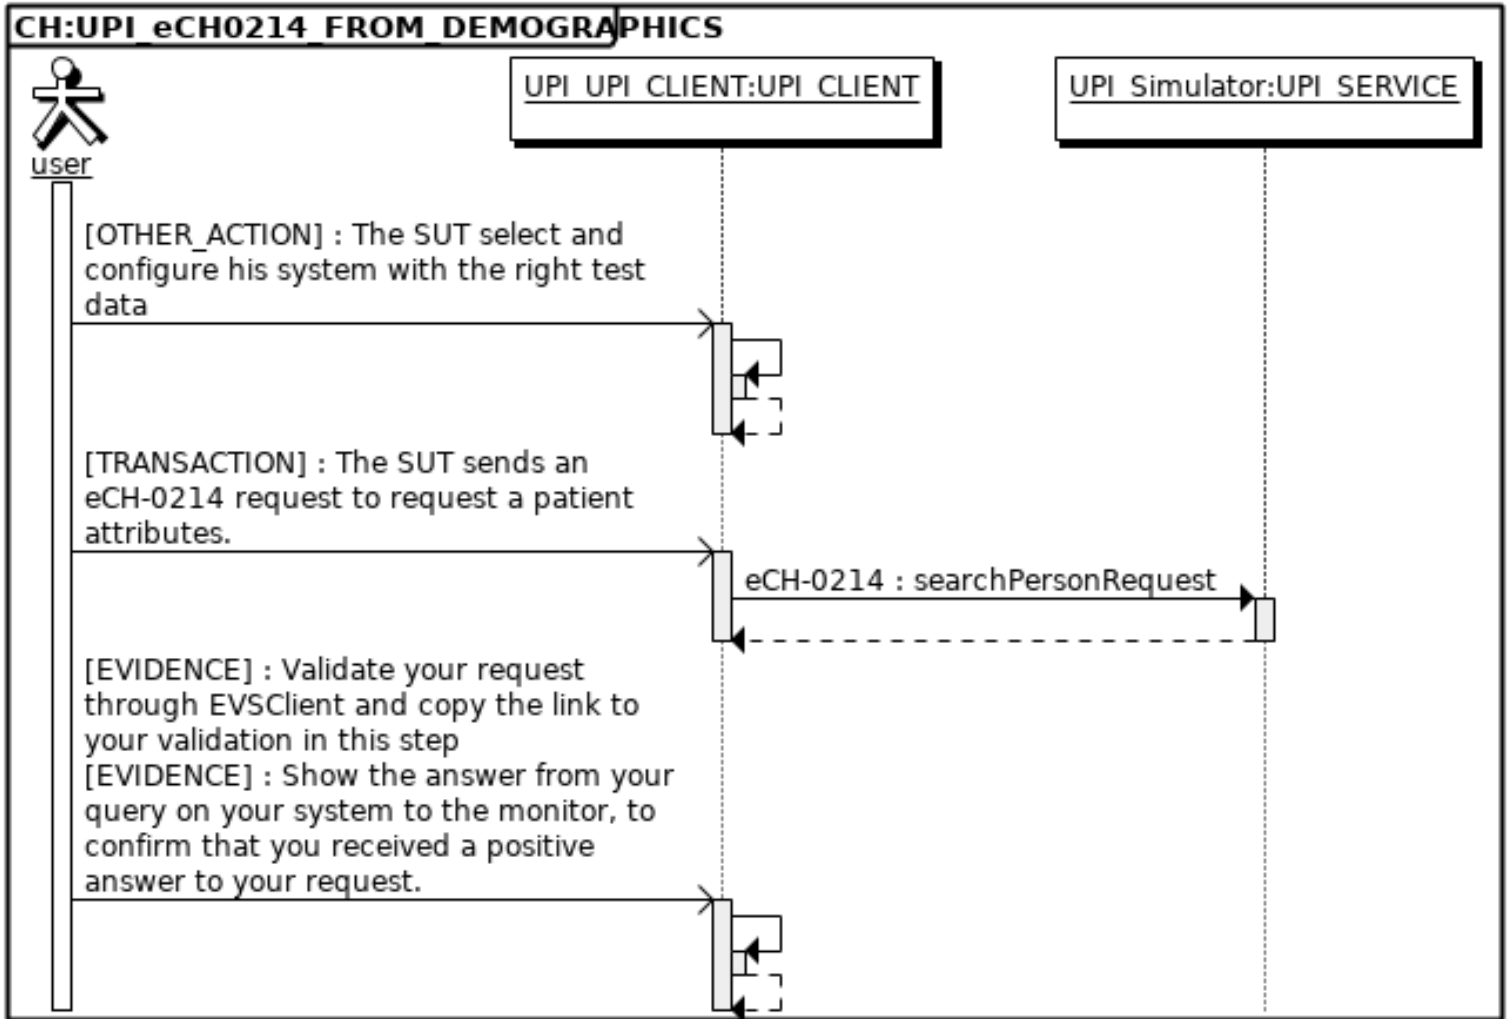 CH:UPI_eCH0214_FROM_DEMOGRAPHICS
user
UPI_UPI_CLIENT:UPI_CLIENT
UPI_Simulator:UPI_SERVICE
[OTHER_ACTION] : The SUT select and
configure his system with the right test
data
[TRANSACTION] : The SUT sends an
eCH-0214 request to request a patient
attributes.
eCH-0214 : searchPersonRequest
[EVIDENCE] : Validate your request
through EVSClient and copy the link to
your validation in this step
[EVIDENCE] : Show the answer from your
query on your system to the monitor, to
confirm that you received a positive
answer to your request.